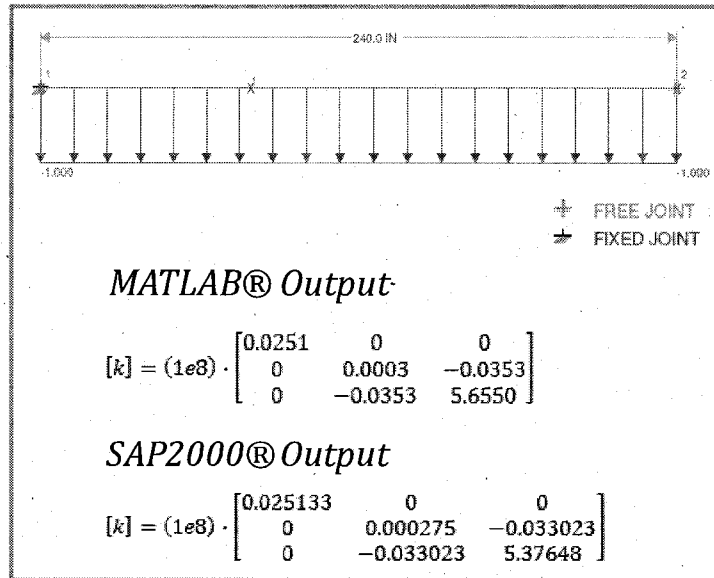 240.0 IN
1
1
2
-1.000
-1.000
FREE JOINT
FIXED JOINT
MATLAB® Output
[k] = (1e8) · [0.0251 0 0
0 0.0003 −0.0353
0 −0.0353 5.6550]
SAP2000® Output
[k] = (1e8) · [0.025133 0 0
0 0.000275 −0.033023
0 −0.033023 5.37648]